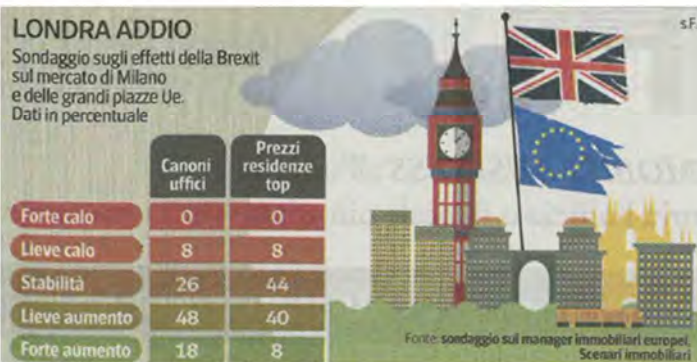 s.F.
LONDRA ADDIO
Sondaggio sugli effetti della Brexit
sul mercato di Milano
e delle grandi piazze Ue.
Dati in percentuale
Canoni uffici
Prezzi residenze top
Forte calo 0 0
Lieve calo 8 8
Stabilità 26 44
Lieve aumento 48 40
Forte aumento 18 8
Fonte: sondaggio sui manager immobiliari europei.
Scenari immobiliari